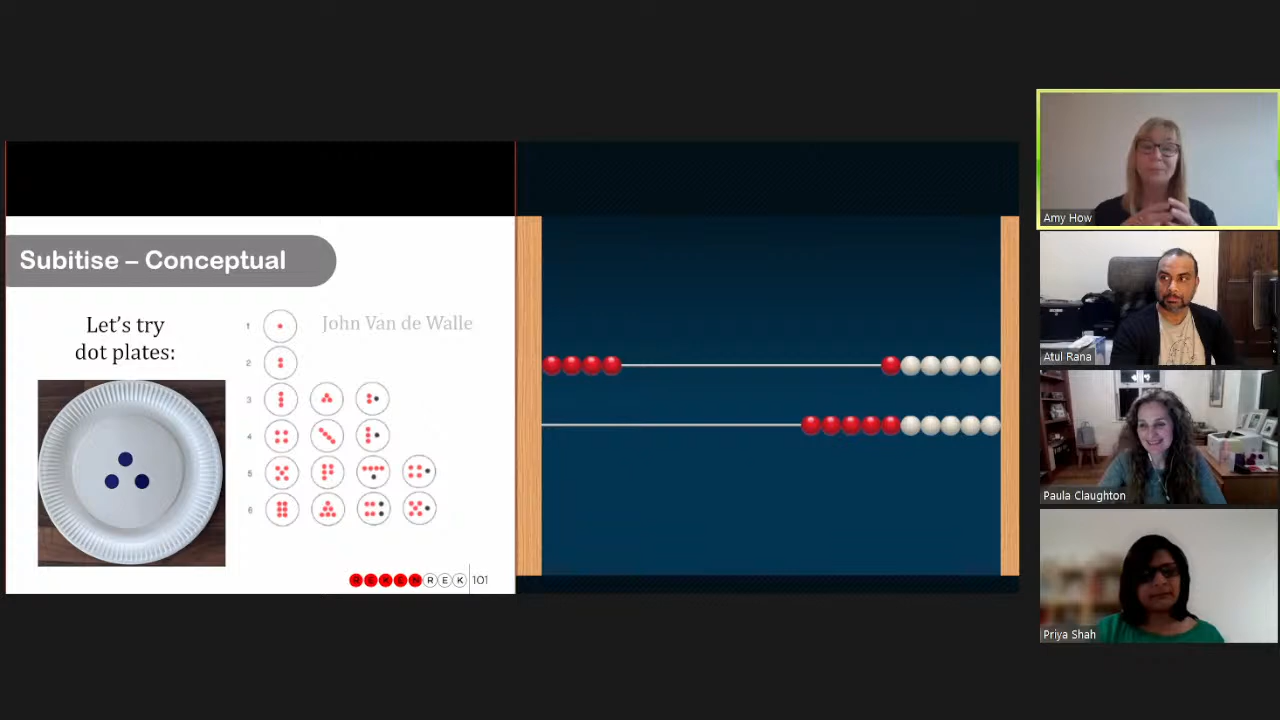 Subitise – Conceptual
Let's try
dot plates:
John Van de Walle
1
2
3
4
5
6
REKENREK 101
Amy How
Atul Rana
Paula Claughton
Priya Shah